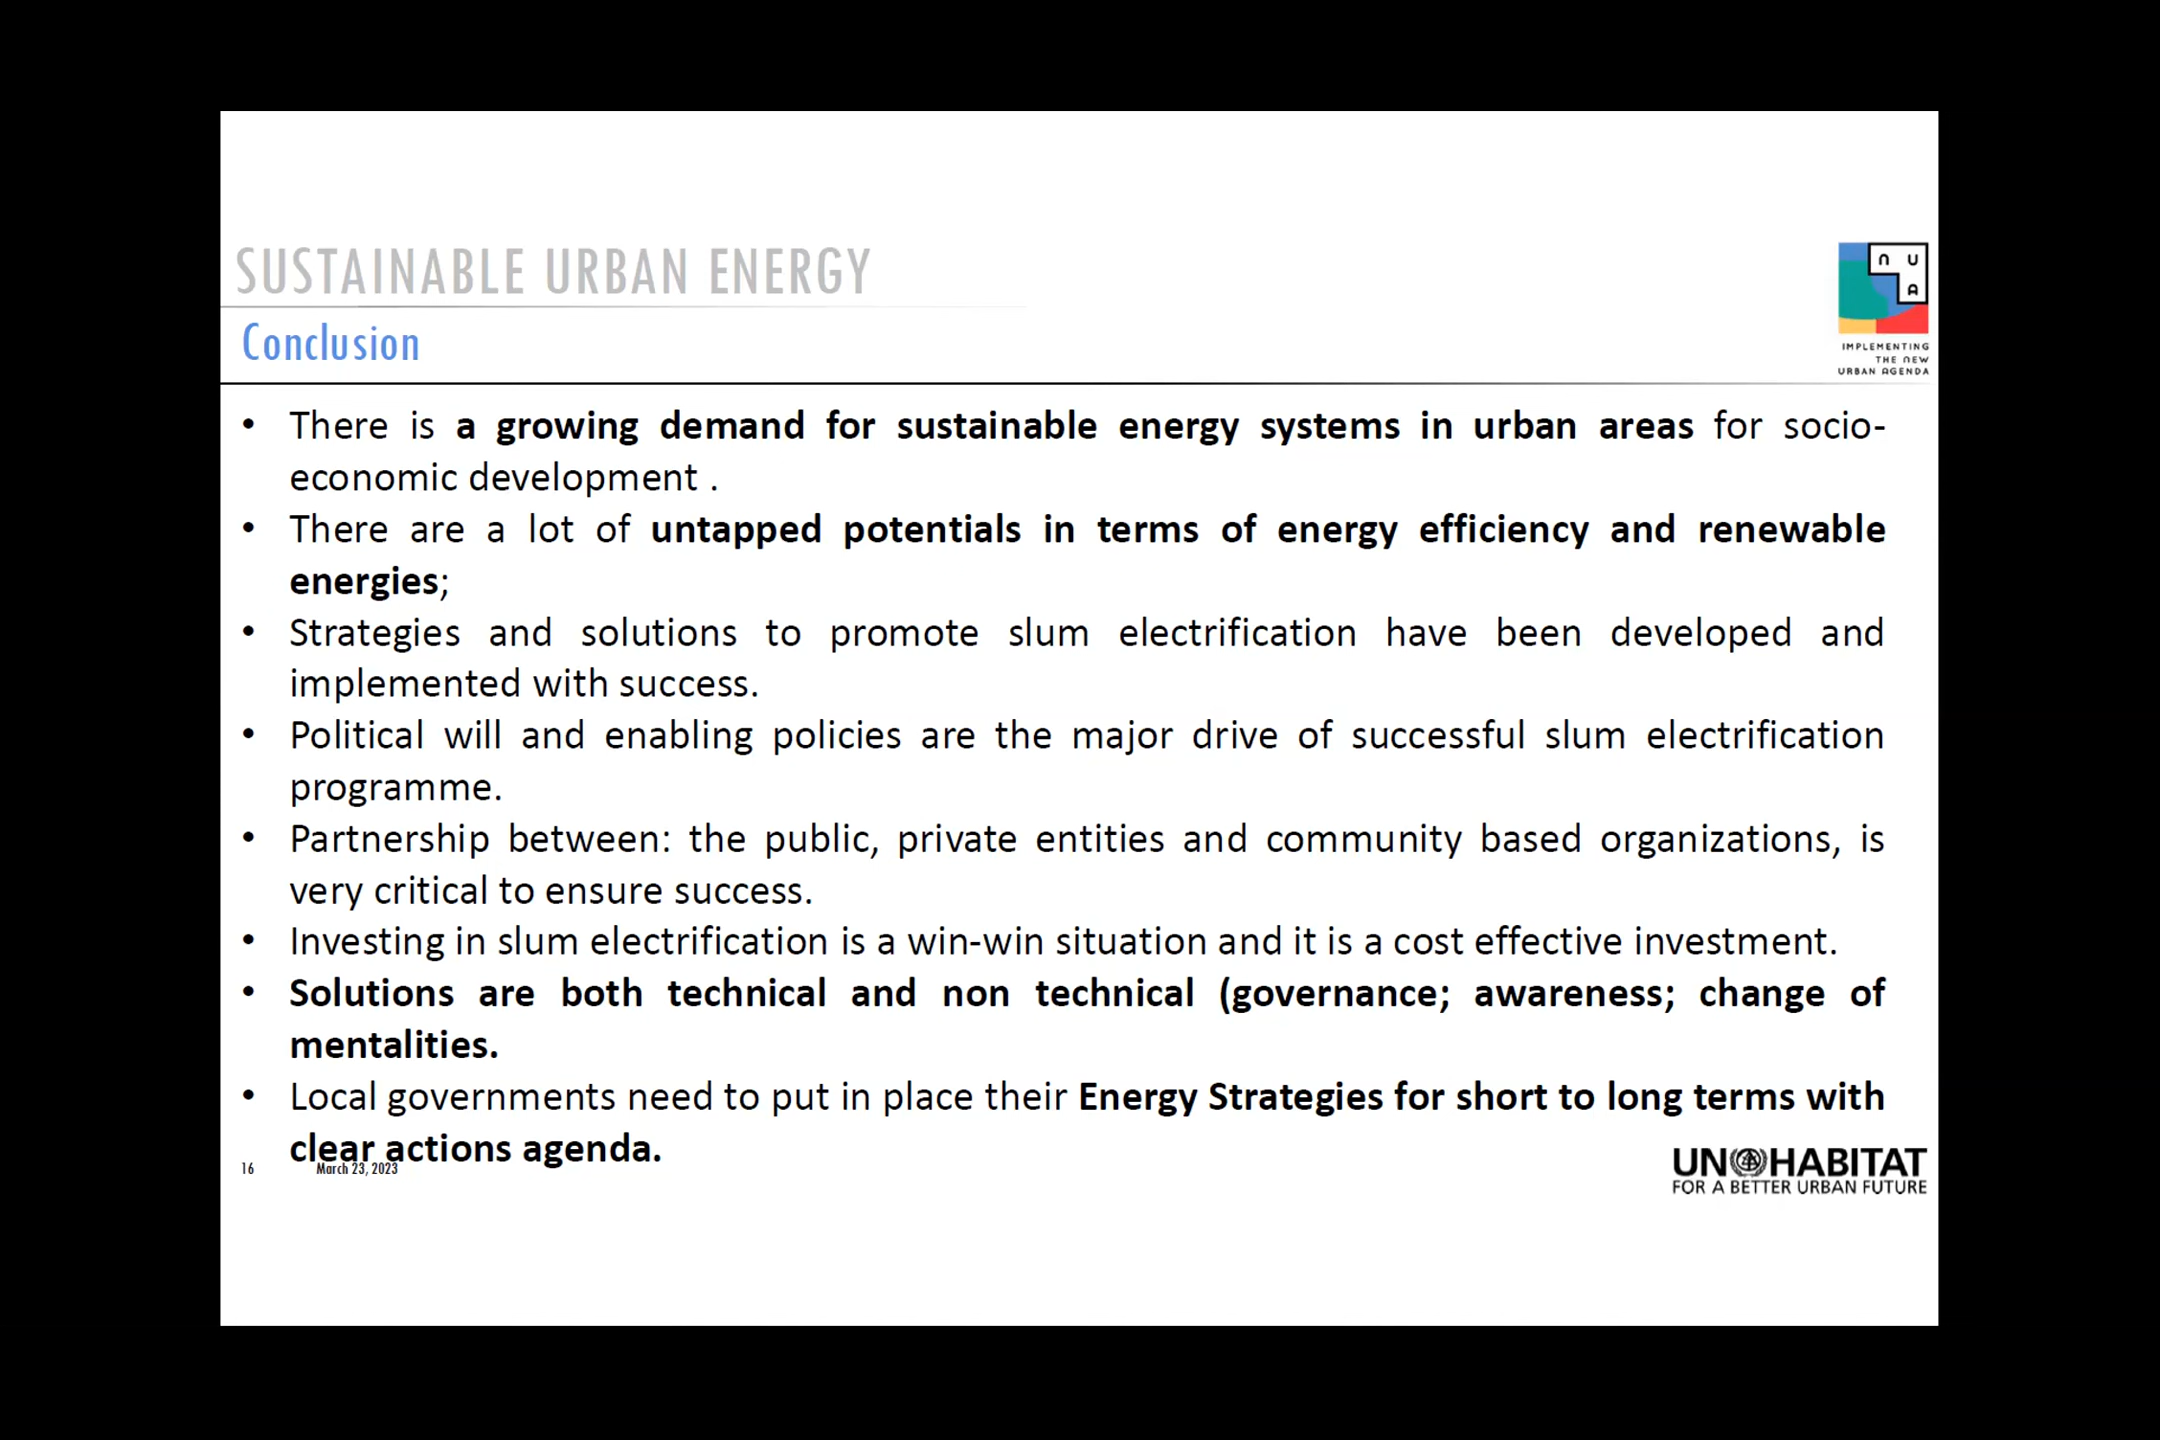 SUSTAINABLE URBAN ENERGY
Conclusion
N U
A
IMPLEMENTING
THE NEW
URBAN AGENDA
• There is a growing demand for sustainable energy systems in urban areas for socio-
economic development .
• There are a lot of untapped potentials in terms of energy efficiency and renewable
energies;
• Strategies and solutions to promote slum electrification have been developed and
implemented with success.
• Political will and enabling policies are the major drive of successful slum electrification
programme.
• Partnership between: the public, private entities and community based organizations, is
very critical to ensure success.
• Investing in slum electrification is a win-win situation and it is a cost effective investment.
• Solutions are both technical and non technical (governance; awareness; change of
mentalities.
• Local governments need to put in place their Energy Strategies for short to long terms with
clear actions agenda.
16 March 23, 2023
UN HABITAT
FOR A BETTER URBAN FUTURE